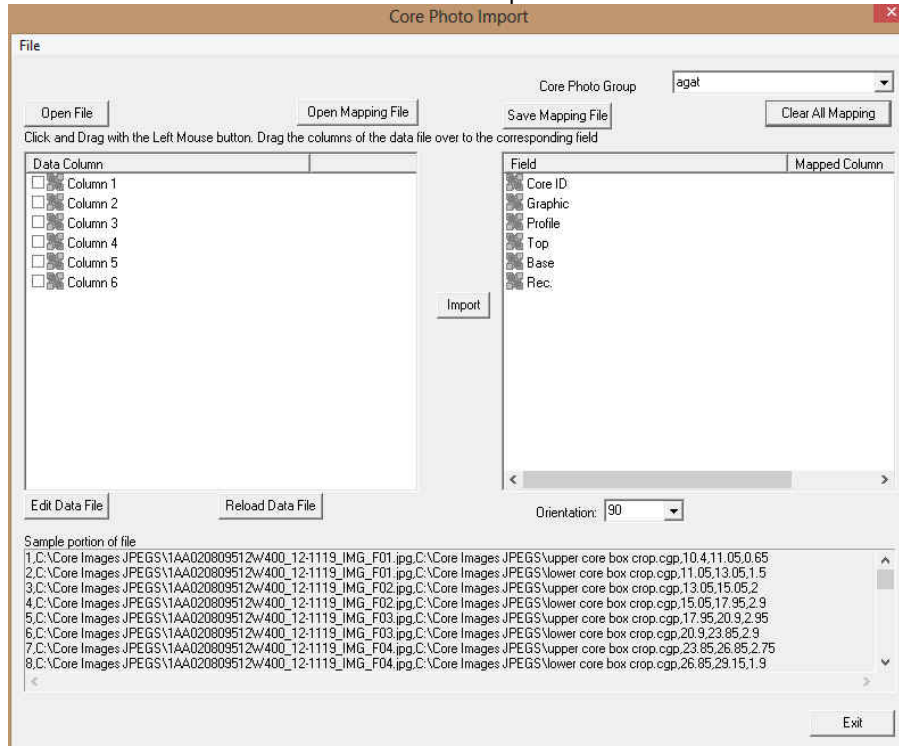 Core Photo Import
File
Core Photo Group agat
Open File Open Mapping File Save Mapping File Clear All Mapping
Click and Drag with the Left Mouse button. Drag the columns of the data file over to the corresponding field
Data Column Field Mapped Column
Column 1 Core ID
Column 2 Graphic
Column 3 Profile
Column 4 Top
Column 5 Base
Column 6 Rec.
Import
Edit Data File Reload Data File Orientation: 90
Sample portion of file
1,C:\Core Images JPEGS\1AA020809512W400_12-1119_IMG_F01.jpg,C:\Core Images JPEGS\upper core box crop.cgp,10.4,11.05,0.65
2,C:\Core Images JPEGS\1AA020809512W400_12-1119_IMG_F01.jpg,C:\Core Images JPEGS\lower core box crop.cgp,11.05,13.05,1.5
3,C:\Core Images JPEGS\1AA020809512W400_12-1119_IMG_F02.jpg,C:\Core Images JPEGS\upper core box crop.cgp,13.05,15.05,2
4,C:\Core Images JPEGS\1AA020809512W400_12-1119_IMG_F02.jpg,C:\Core Images JPEGS\lower core box crop.cgp,15.05,17.95,2.9
5,C:\Core Images JPEGS\1AA020809512W400_12-1119_IMG_F03.jpg,C:\Core Images JPEGS\upper core box crop.cgp,17.95,20.9,2.95
6,C:\Core Images JPEGS\1AA020809512W400_12-1119_IMG_F03.jpg,C:\Core Images JPEGS\lower core box crop.cgp,20.9,23.85,2.9
7,C:\Core Images JPEGS\1AA020809512W400_12-1119_IMG_F04.jpg,C:\Core Images JPEGS\upper core box crop.cgp,23.85,26.85,2.75
8,C:\Core Images JPEGS\1AA020809512W400_12-1119_IMG_F04.jpg,C:\Core Images JPEGS\lower core box crop.cgp,26.85,29.15,1.9
Exit